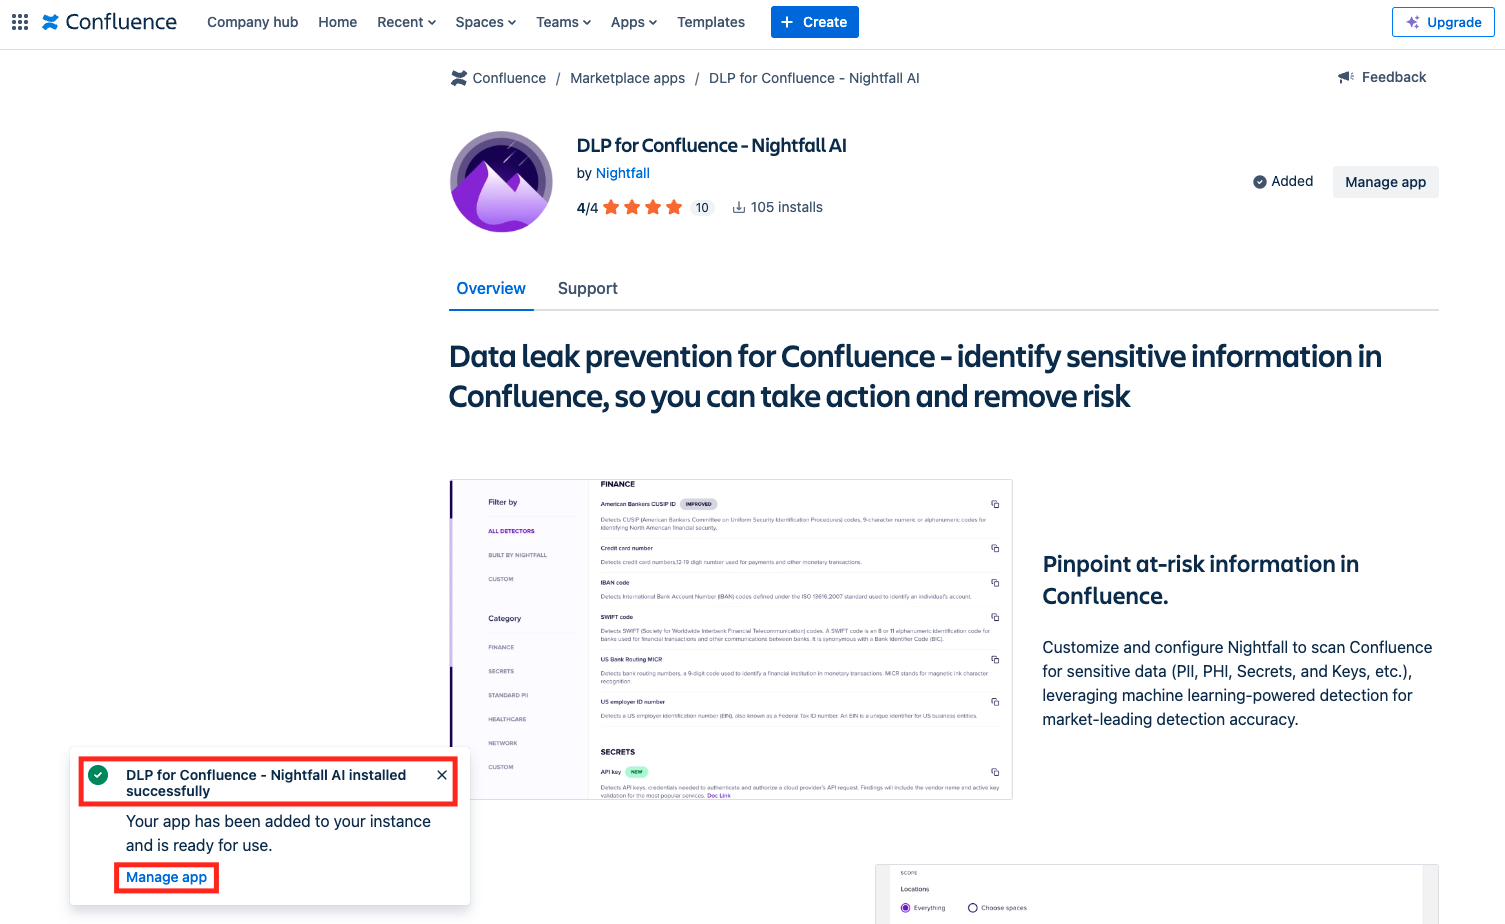 Confluence Company hub Home Recent Spaces Teams Apps Templates + Create Upgrade
Confluence / Marketplace apps / DLP for Confluence - Nightfall AI
Feedback
DLP for Confluence - Nightfall AI
by Nightfall
4/4 10 105 installs
Added
Manage app
Overview Support
Data leak prevention for Confluence - identify sensitive information in
Confluence, so you can take action and remove risk
Filter by
ALL DETECTORS
BUILT BY NIGHTFALL
CUSTOM
Category
FINANCE
SECRETS
STANDARD PII
HEALTHCARE
NETWORK
CUSTOM
FINANCE
American Bankers CUSIP ID IMPROVED
Detects CUSIP (American Bankers Committee on Uniform Security Identification Procedures) codes, 9-character numeric or alphanumeric codes for
identifying North American financial security.
Credit card number
Detects credit card numbers,12-19 digit number used for payments and other monetary transactions.
IBAN code
Detects International Bank Account Number (IBAN) codes defined under the ISO 13616:2007 standard used to identify an individual's account.
SWIFT code
Detects SWIFT (Society for Worldwide Interbank Financial Telecommunication) codes. A SWIFT code is an 8 or 11 alphanumeric identification code for
banks used for financial transactions and other communications between banks. It is synonymous with a Bank Identifier Code (BIC).
US Bank Routing MICR
Detects bank routing numbers, a 9-digit code used to identify a financial institution in monetary transactions. MICR stands for magnetic ink character
recognition.
US employer ID number
Detects a US employer identification number (EIN), also known as a Federal Tax ID number. An EIN is a unique identifier for US business entities.
SECRETS
API key NEW
Detects API keys, credentials needed to authenticate and authorize a cloud provider's API request. Findings will include the vendor name and active key
validation for the most popular services. Doc Link
Pinpoint at-risk information in
Confluence.
Customize and configure Nightfall to scan Confluence
for sensitive data (PII, PHI, Secrets, and Keys, etc.),
leveraging machine learning-powered detection for
market-leading detection accuracy.
DLP for Confluence - Nightfall AI installed
successfully
Your app has been added to your instance
and is ready for use.
Manage app
SCOPE
Locations
Everything Choose spaces